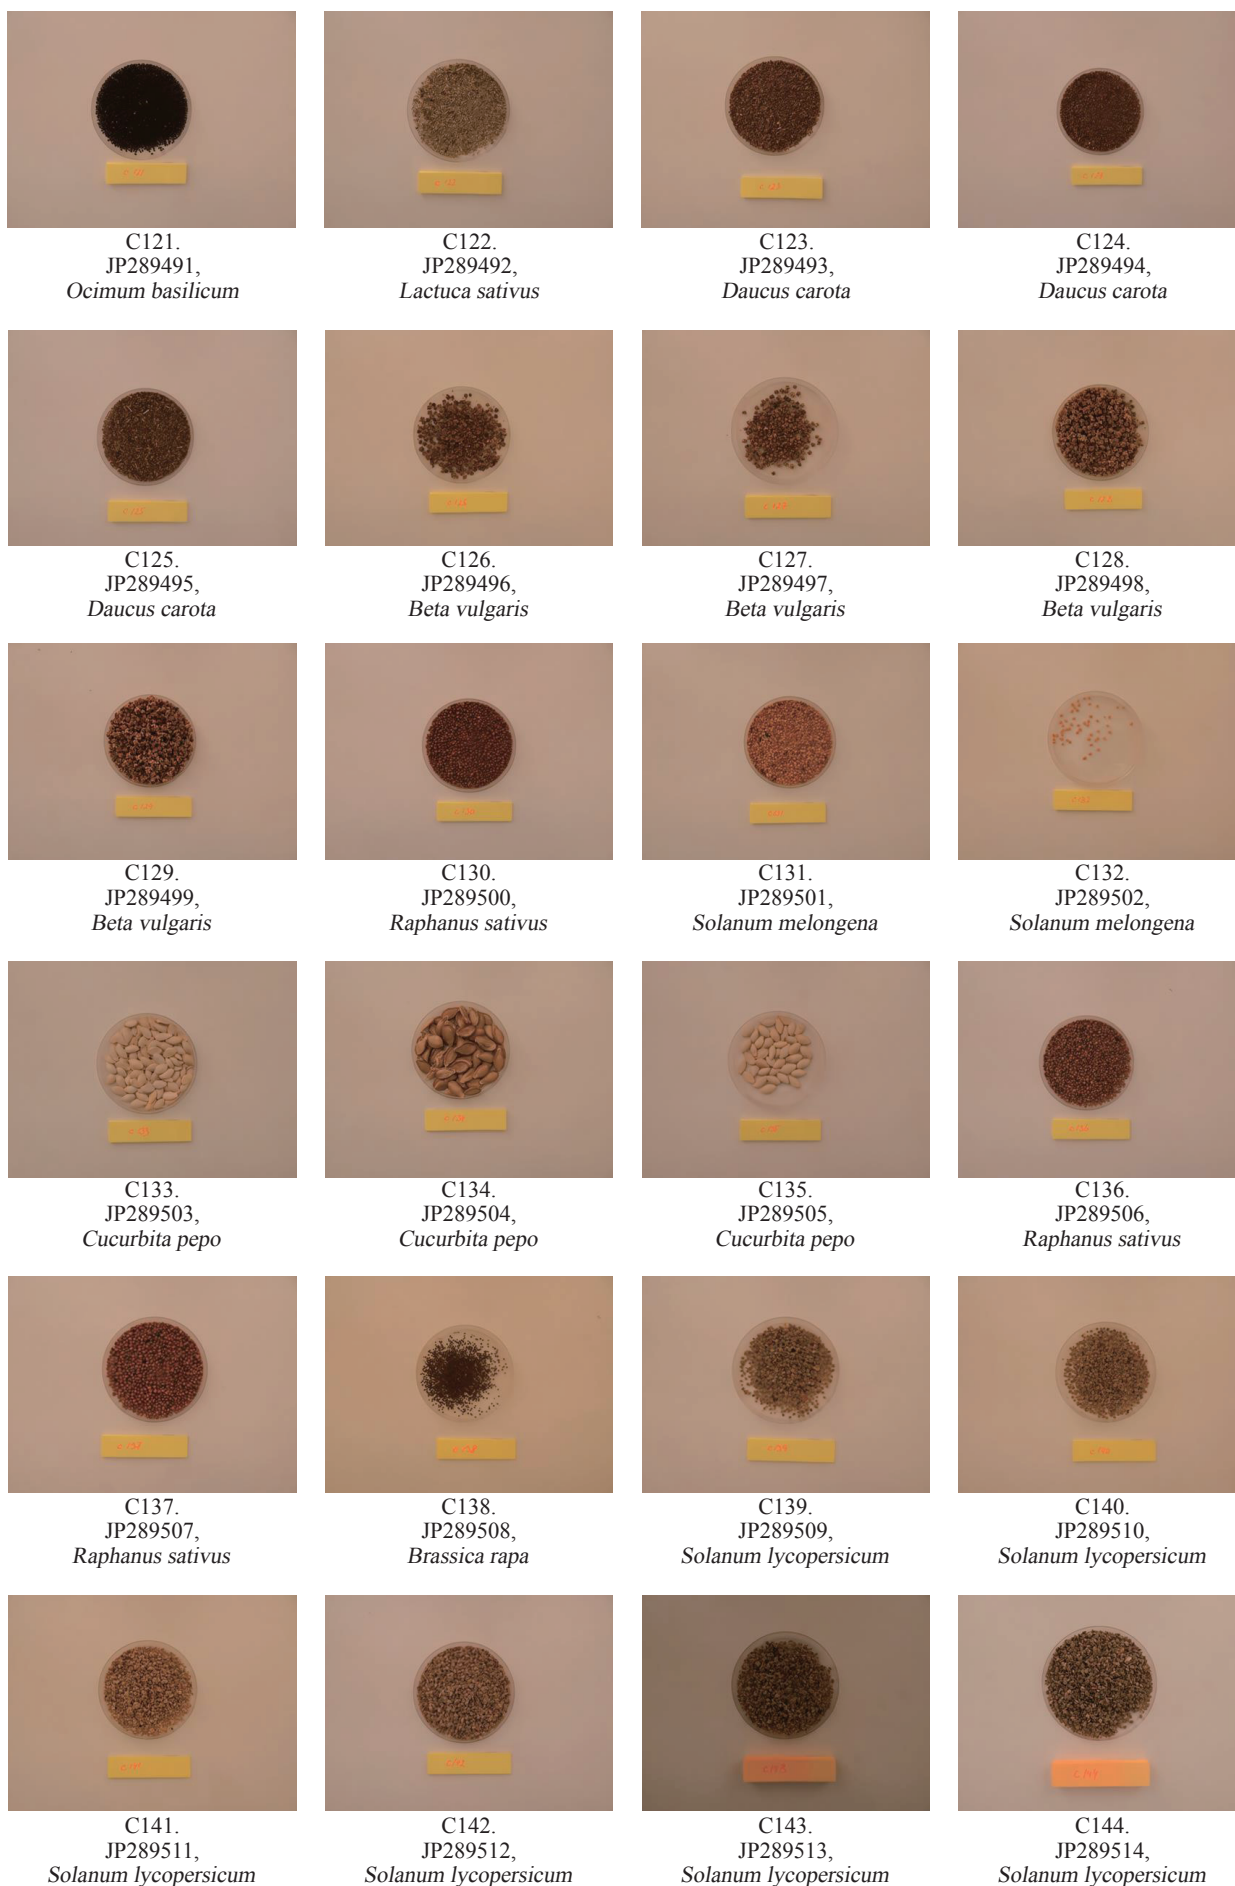 C121.
JP289491,
Ocimum basilicum
C122.
JP289492,
Lactuca sativus
C123.
JP289493,
Daucus carota
C124.
JP289494,
Daucus carota
C125.
JP289495,
Daucus carota
C126.
JP289496,
Beta vulgaris
C127.
JP289497,
Beta vulgaris
C128.
JP289498,
Beta vulgaris
C129.
JP289499,
Beta vulgaris
C130.
JP289500,
Raphanus sativus
C131.
JP289501,
Solanum melongena
C132.
JP289502,
Solanum melongena
C133.
JP289503,
Cucurbita pepo
C134.
JP289504,
Cucurbita pepo
C135.
JP289505,
Cucurbita pepo
C136.
JP289506,
Raphanus sativus
C137.
JP289507,
Raphanus sativus
C138.
JP289508,
Brassica rapa
C139.
JP289509,
Solanum lycopersicum
C140.
JP289510,
Solanum lycopersicum
C141.
JP289511,
Solanum lycopersicum
C142.
JP289512,
Solanum lycopersicum
C143.
JP289513,
Solanum lycopersicum
C144.
JP289514,
Solanum lycopersicum